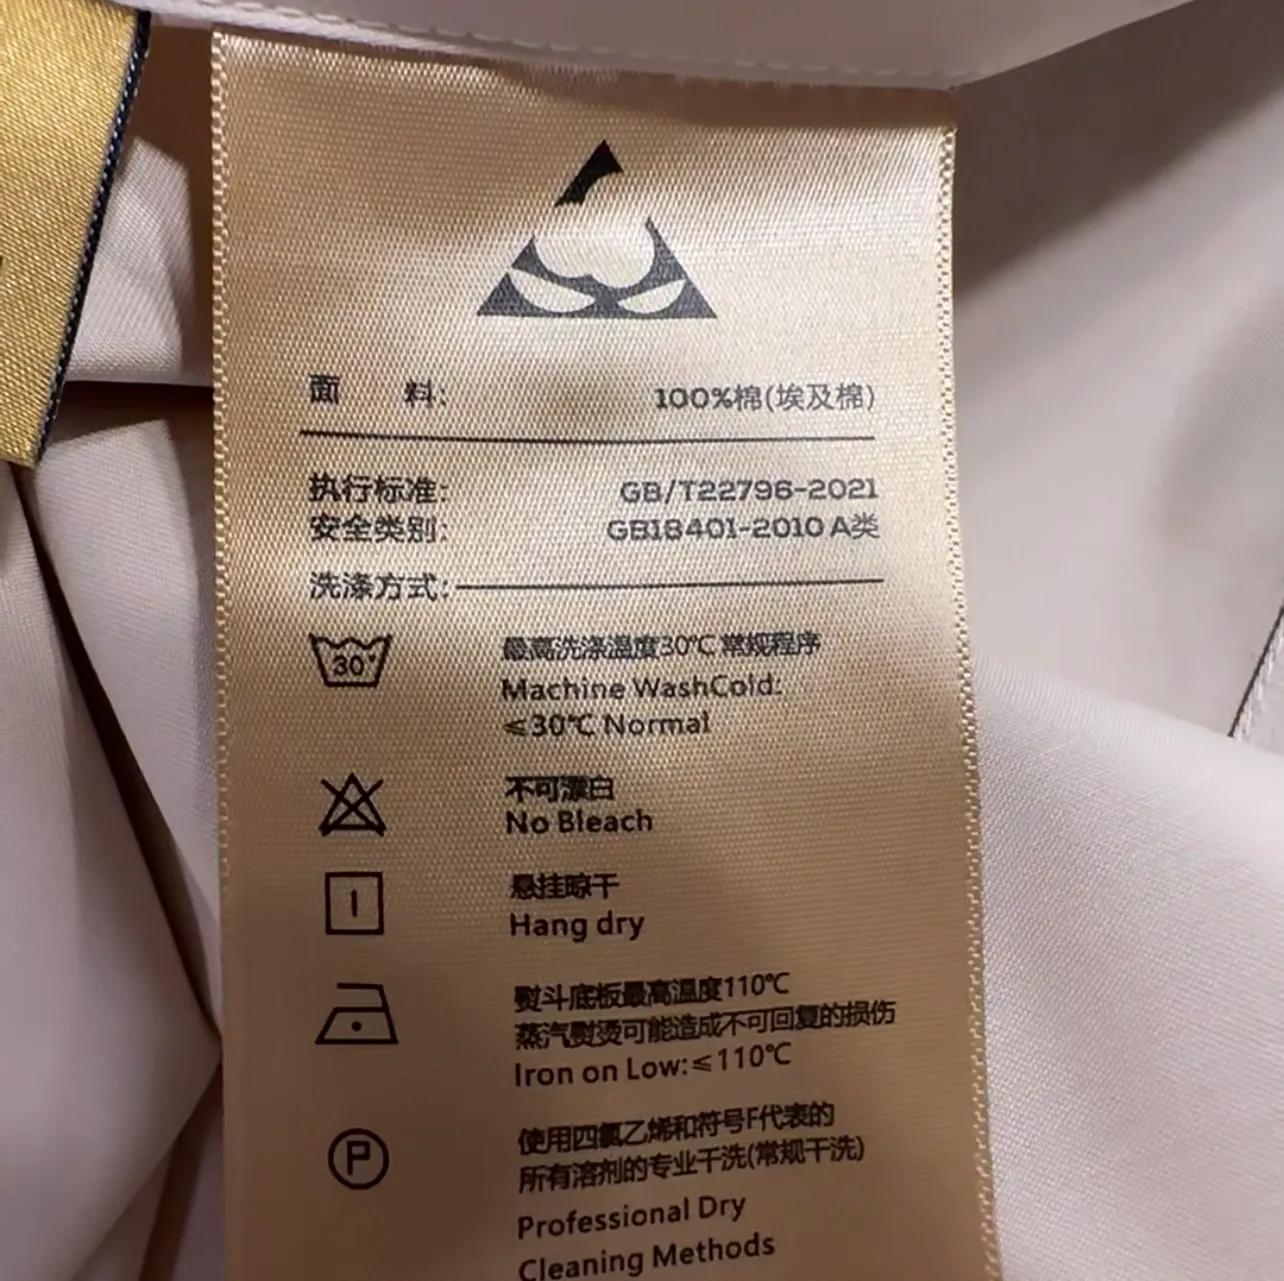 面 料: 100%棉(埃及棉)
执行标准: GB/T22796-2021
安全类别: GB18401-2010 A类
洗涤方式:
30° 最高洗涤温度30℃ 常规程序
Machine WashCold:
≤30℃ Normal
不可漂白
No Bleach
悬挂晾干
Hang dry
熨斗底板最高温度110℃
蒸汽熨烫可能造成不可回复的损伤
Iron on Low:≤110℃
使用四氯乙烯和符号F代表的
P 所有溶剂的专业干洗(常规干洗)
Professional Dry
Cleaning Methods